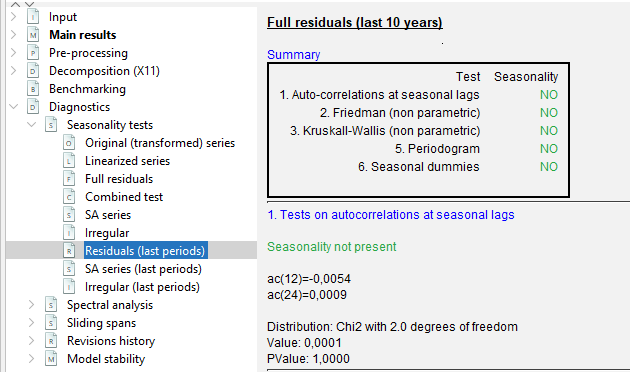 Input
Main results
Pre-processing
Decomposition (X11)
Benchmarking
Diagnostics
Seasonality tests
Original (transformed) series
Linearized series
Full residuals
Combined test
SA series
Irregular
Residuals (last periods)
SA series (last periods)
Irregular (last periods)
Spectral analysis
Sliding spans
Revisions history
Model stability
Full residuals (last 10 years)
Summary
Test Seasonality
1. Auto-correlations at seasonal lags NO
2. Friedman (non parametric) NO
3. Kruskall-Wallis (non parametric) NO
5. Periodogram NO
6. Seasonal dummies NO
1. Tests on autocorrelations at seasonal lags
Seasonality not present
ac(12)=-0,0054
ac(24)=0,0009
Distribution: Chi2 with 2.0 degrees of freedom
Value: 0,0001
PValue: 1,0000